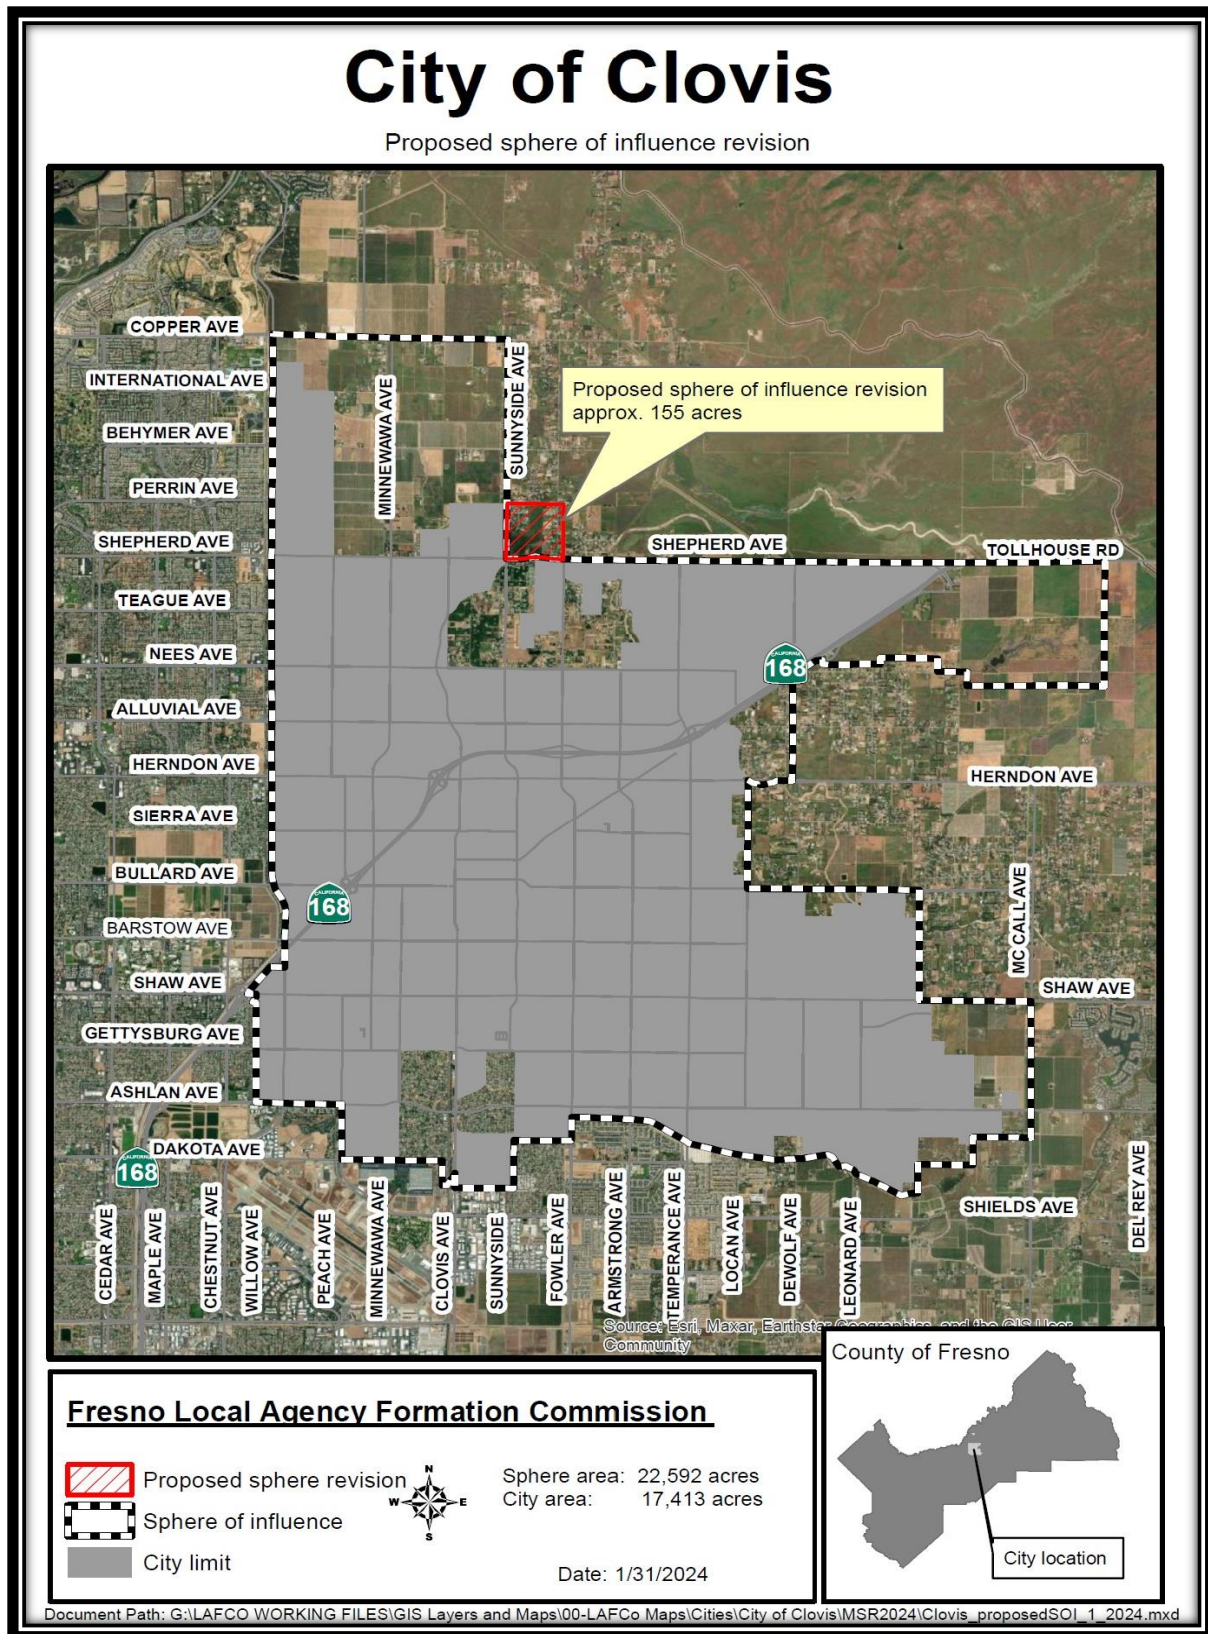 City of Clovis
Proposed sphere of influence revision
COPPER AVE
INTERNATIONAL AVE
BEHYMER AVE
PERRIN AVE
SHEPHERD AVE
TEAGUE AVE
NEES AVE
ALLUVIAL AVE
HERNDON AVE
SIERRA AVE
BULLARD AVE
BARSTOW AVE
SHAW AVE
GETTYSBURG AVE
ASHLAN AVE
DAKOTA AVE
MINNEWAWA AVE
SUNNYSIDE AVE
Proposed sphere of influence revision
approx. 155 acres
SHEPHERD AVE
TOLLHOUSE RD
CALIFORNIA
168
HERNDON AVE
MC CALL AVE
SHAW AVE
CALIFORNIA
168
CALIFORNIA
168
SHIELDS AVE
DEL REY AVE
CEDAR AVE
MAPLE AVE
CHESTNUT AVE
WILLOW AVE
PEACH AVE
MINNEWAWA AVE
CLOVIS AVE
SUNNYSIDE
FOWLER AVE
ARMSTRONG AVE
TEMPERANCE AVE
LOCAN AVE
DEWOLF AVE
LEONARD AVE
Source: Esri, Maxar, Earthstar Geographics, and the GIS User
Community
Fresno Local Agency Formation Commission
Proposed sphere revision
Sphere of influence
City limit
N
W
E
S
Sphere area: 22,592 acres
City area: 17,413 acres
Date: 1/31/2024
County of Fresno
City location
Document Path: G:\LAFCO WORKING FILES\GIS Layers and Maps\00-LAFCo Maps\Cities\City of Clovis\MSR2024\Clovis_proposedSOI_1_2024.mxd